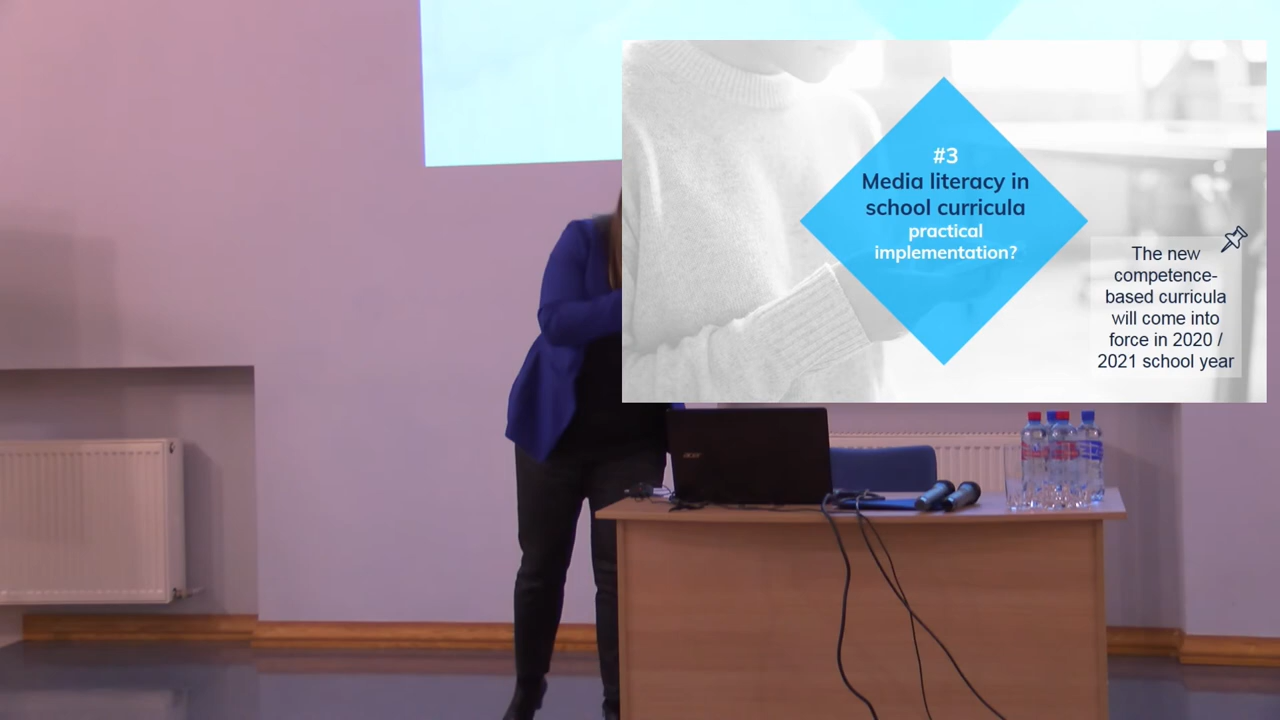 #3
Media literacy in
school curricula
practical
implementation?
The new
competence-
based curricula
will come into
force in 2020 /
2021 school year
acer